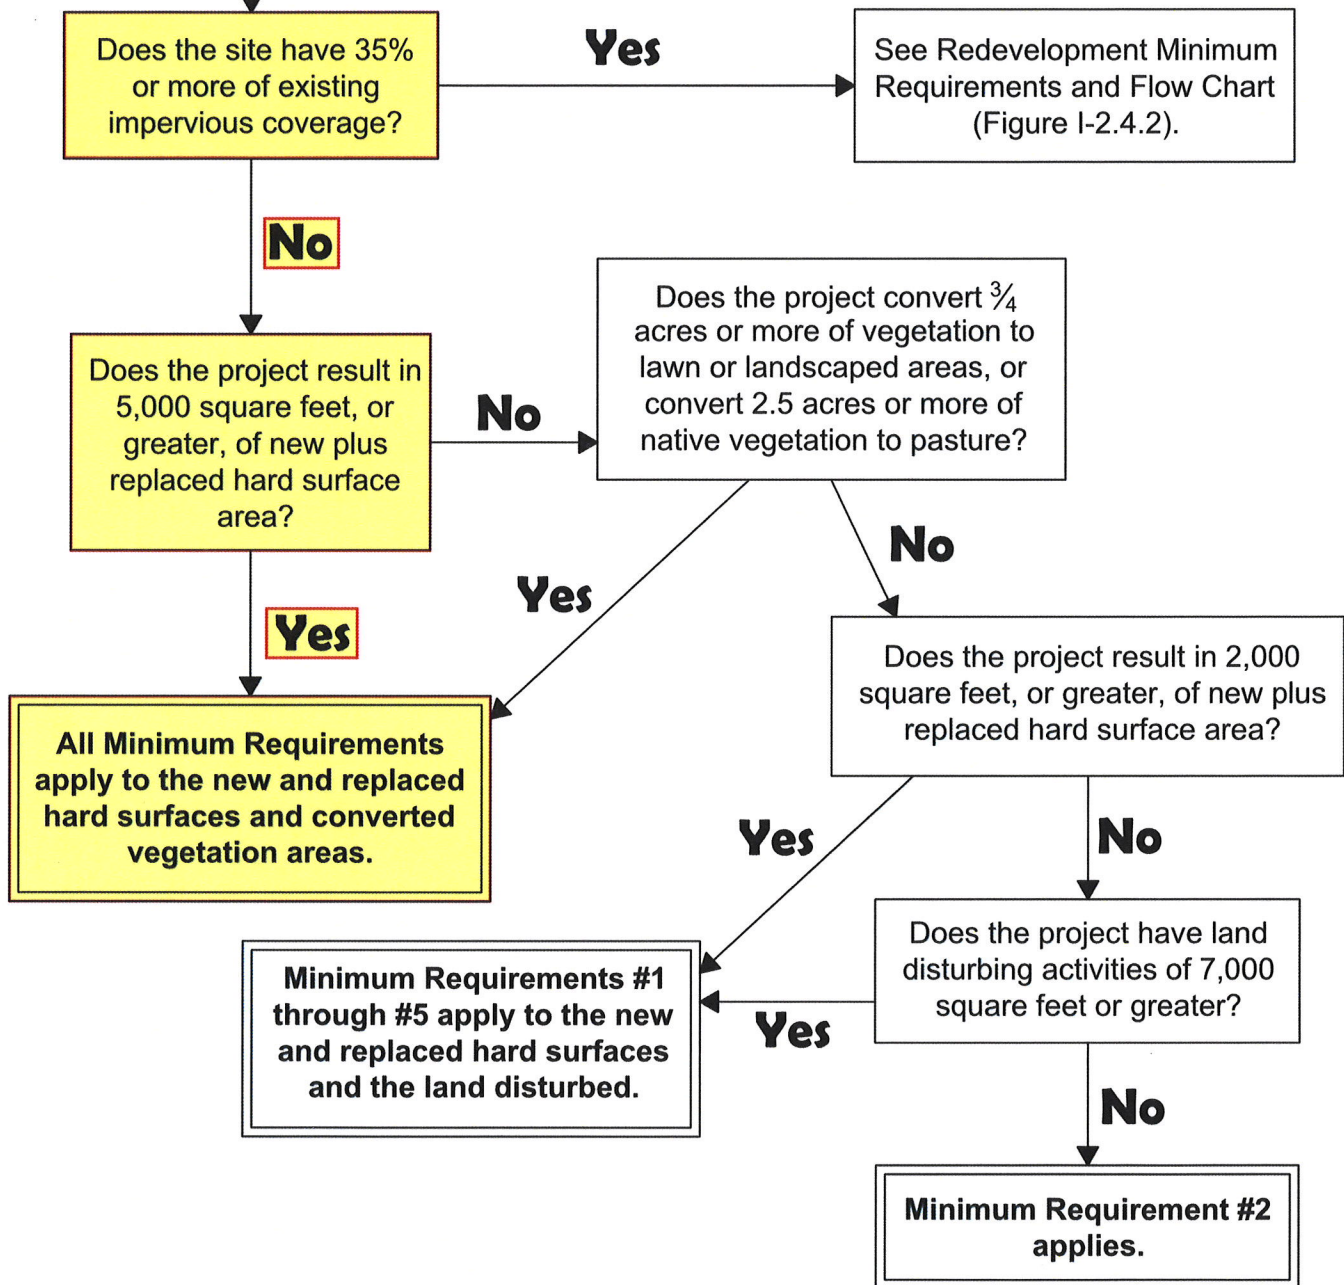 Does the site have 35%
or more of existing
impervious coverage?
Yes
See Redevelopment Minimum
Requirements and Flow Chart
(Figure I-2.4.2).
No
Does the project result in
5,000 square feet, or
greater, of new plus
replaced hard surface
area?
No
Does the project convert ¾
acres or more of vegetation to
lawn or landscaped areas, or
convert 2.5 acres or more of
native vegetation to pasture?
Yes
Yes
No
All Minimum Requirements
apply to the new and replaced
hard surfaces and converted
vegetation areas.
Does the project result in 2,000
square feet, or greater, of new plus
replaced hard surface area?
Yes
No
Minimum Requirements #1
through #5 apply to the new
and replaced hard surfaces
and the land disturbed.
Yes
Does the project have land
disturbing activities of 7,000
square feet or greater?
No
Minimum Requirement #2
applies.